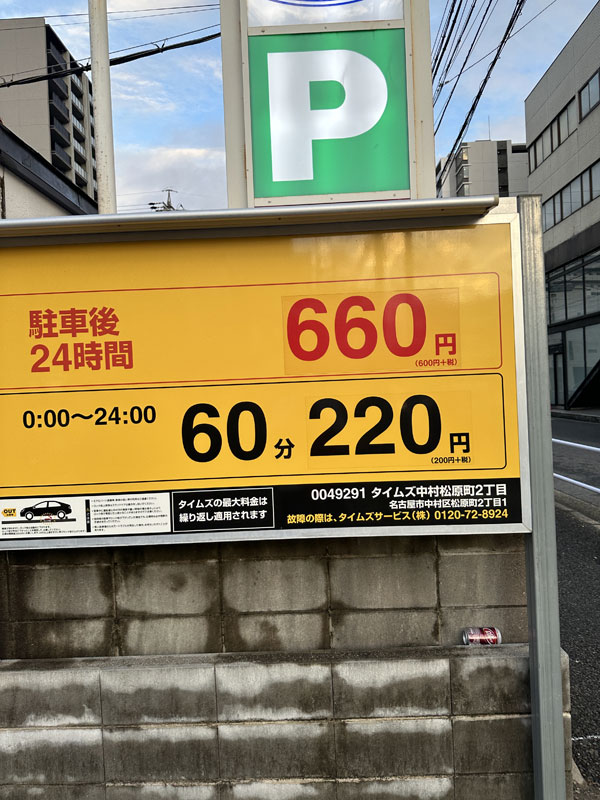 P
駐車後
24時間
660円
(600円+税)
0:00〜24:00
60分 220円
(200円+税)
OUT
タイムズの最大料金は
繰り返し適用されます
0049291 タイムズ中村松原町2丁目
名古屋市中村区松原町2丁目1
故障の際は、タイムズサービス(株) 0120-72-8924